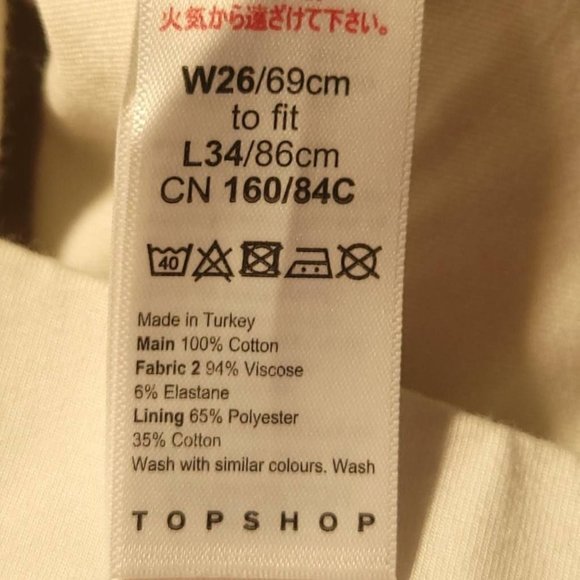 火気から遠ざけて下さい。
W26/69cm
to fit
L34/86cm
CN 160/84C
40
Made in Turkey
Main 100% Cotton
Fabric 2 94% Viscose
6% Elastane
Lining 65% Polyester
35% Cotton
Wash with similar colours. Wash
TOPSHOP